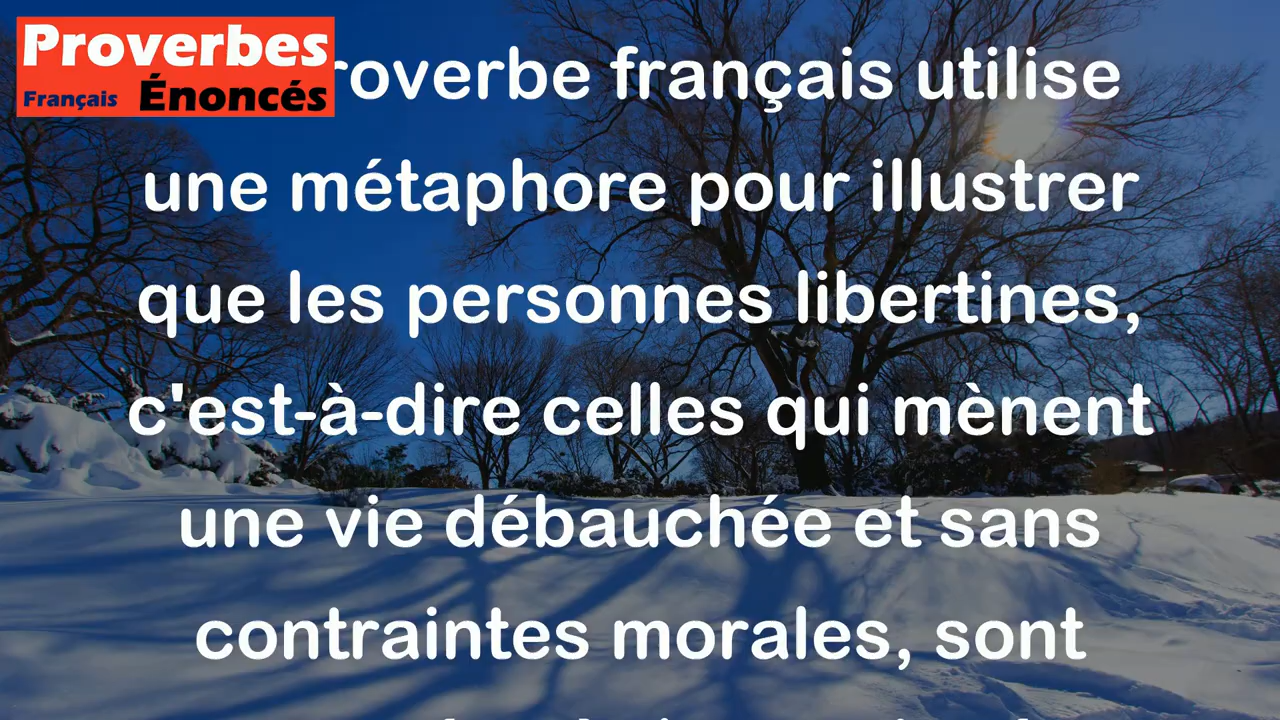 Proverbes
Français Énoncés
roverbe français utilise
une métaphore pour illustrer
que les personnes libertines,
c'est-à-dire celles qui mènent
une vie débauchée et sans
contraintes morales, sont